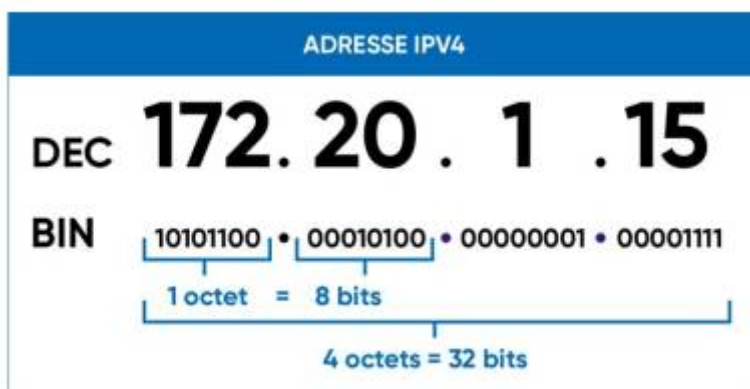 ADRESSE IPV4
DEC 172. 20 . 1 . 15
BIN 10101100 • 00010100 • 00000001 • 00001111
1 octet = 8 bits
4 octets = 32 bits